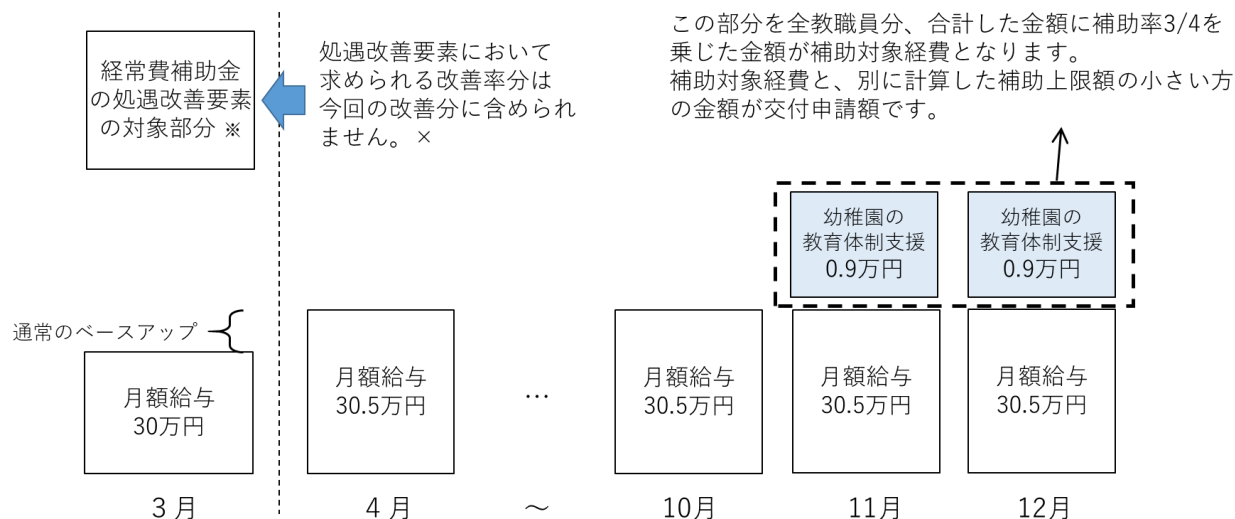 経常費補助金
の処遇改善要素
の対象部分 ※
処遇改善要素において
求められる改善率分は
今回の改善分に含められ
ません。 ×
この部分を全教職員分、合計した金額に補助率3/4を
乗じた金額が補助対象経費となります。
補助対象経費と、別に計算した補助上限額の小さい方
の金額が交付申請額です。
幼稚園の
教育体制支援
0.9万円
幼稚園の
教育体制支援
0.9万円
通常のベースアップ
月額給与
30万円
月額給与
30.5万円
…
月額給与
30.5万円
月額給与
30.5万円
月額給与
30.5万円
3月
4月
～
10月
11月
12月